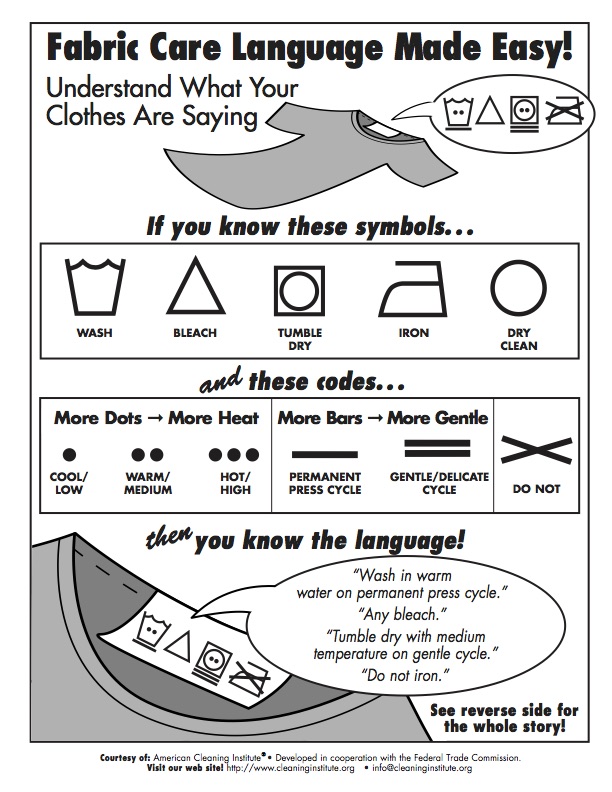 Fabric Care Language Made Easy!
Understand What Your
Clothes Are Saying
If you know these symbols...
WASH
BLEACH
TUMBLE
DRY
IRON
DRY
CLEAN
and these codes...
More Dots → More Heat
COOL/
LOW
WARM/
MEDIUM
HOT/
HIGH
More Bars → More Gentle
PERMANENT
PRESS CYCLE
GENTLE/DELICATE
CYCLE
DO NOT
then you know the language!
“Wash in warm
water on permanent press cycle.”
“Any bleach.”
“Tumble dry with medium
temperature on gentle cycle.”
“Do not iron.”
See reverse side for
the whole story!
Courtesy of: American Cleaning Institute® • Developed in cooperation with the Federal Trade Commission.
Visit our web site! http://www.cleaninginstitute.org • info@cleaninginstitute.org